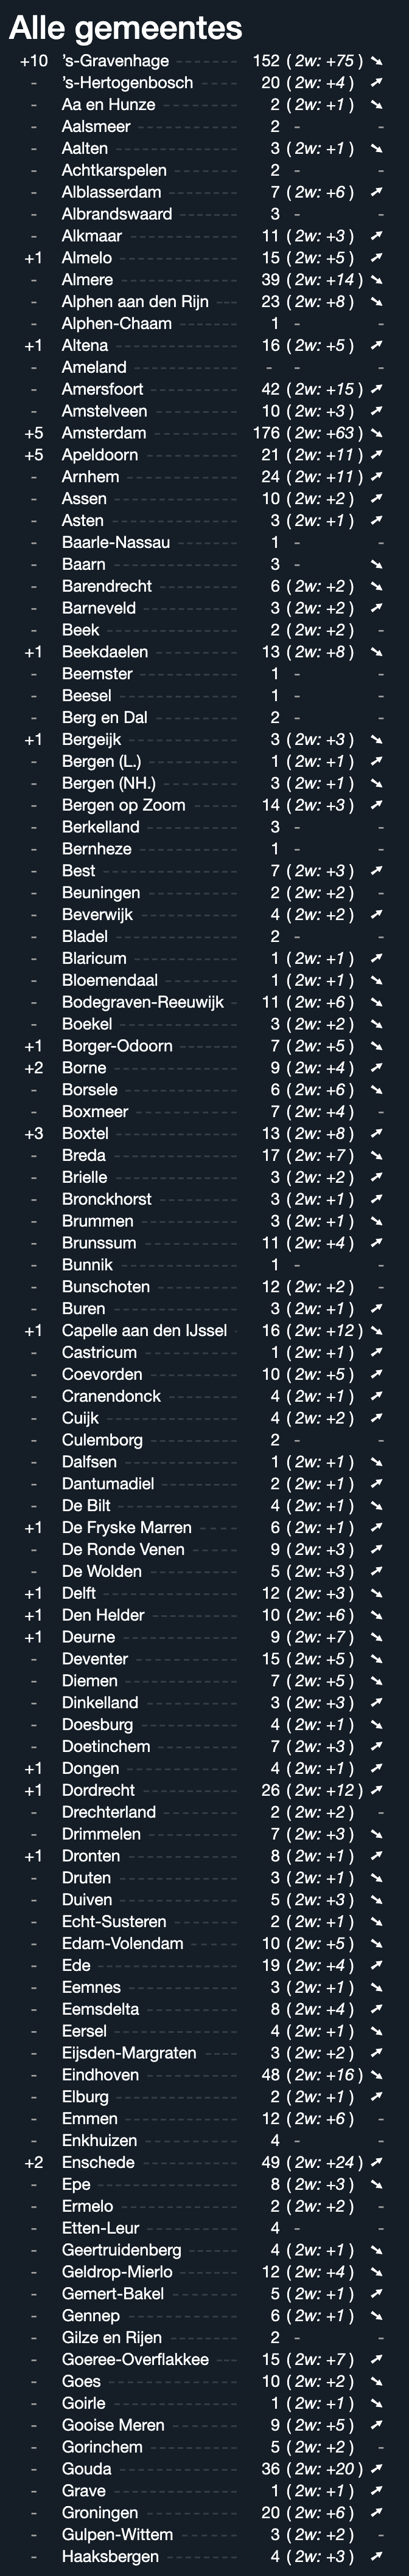 Alle gemeentes
+10 's-Gravenhage 152 ( 2w: +75 ) ➘
- 's-Hertogenbosch 20 ( 2w: +4 ) ➚
- Aa en Hunze 2 ( 2w: +1 ) ➘
- Aalsmeer 2 - -
- Aalten 3 ( 2w: +1 ) ➘
- Achtkarspelen 2 - -
- Alblasserdam 7 ( 2w: +6 ) ➚
- Albrandswaard 3 - -
- Alkmaar 11 ( 2w: +3 ) ➚
+1 Almelo 15 ( 2w: +5 ) ➚
- Almere 39 ( 2w: +14 ) ➘
- Alphen aan den Rijn 23 ( 2w: +8 ) ➘
- Alphen-Chaam 1 - -
+1 Altena 16 ( 2w: +5 ) ➚
- Ameland - - -
- Amersfoort 42 ( 2w: +15 ) ➚
- Amstelveen 10 ( 2w: +3 ) ➚
+5 Amsterdam 176 ( 2w: +63 ) ➘
+5 Apeldoorn 21 ( 2w: +11 ) ➚
- Arnhem 24 ( 2w: +11 ) ➚
- Assen 10 ( 2w: +2 ) ➚
- Asten 3 ( 2w: +1 ) ➚
- Baarle-Nassau 1 - -
- Baarn 3 - ➘
- Barendrecht 6 ( 2w: +2 ) ➘
- Barneveld 3 ( 2w: +2 ) ➚
- Beek 2 ( 2w: +2 ) -
+1 Beekdaelen 13 ( 2w: +8 ) ➘
- Beemster 1 - -
- Beesel 1 - -
- Berg en Dal 2 - -
+1 Bergeijk 3 ( 2w: +3 ) ➘
- Bergen (L.) 1 ( 2w: +1 ) ➚
- Bergen (NH.) 3 ( 2w: +1 ) ➘
- Bergen op Zoom 14 ( 2w: +3 ) ➚
- Berkelland 3 - -
- Bernheze 1 - -
- Best 7 ( 2w: +3 ) ➚
- Beuningen 2 ( 2w: +2 ) -
- Beverwijk 4 ( 2w: +2 ) ➚
- Bladel 2 - -
- Blaricum 1 ( 2w: +1 ) ➚
- Bloemendaal 1 ( 2w: +1 ) ➘
- Bodegraven-Reeuwijk 11 ( 2w: +6 ) ➘
- Boekel 3 ( 2w: +2 ) ➘
+1 Borger-Odoorn 7 ( 2w: +5 ) ➘
+2 Borne 9 ( 2w: +4 ) ➚
- Borsele 6 ( 2w: +6 ) ➘
- Boxmeer 7 ( 2w: +4 ) -
+3 Boxtel 13 ( 2w: +8 ) ➚
- Breda 17 ( 2w: +7 ) ➘
- Brielle 3 ( 2w: +2 ) ➚
- Bronckhorst 3 ( 2w: +1 ) ➚
- Brummen 3 ( 2w: +1 ) ➘
- Brunssum 11 ( 2w: +4 ) ➚
- Bunnik 1 - -
- Bunschoten 12 ( 2w: +2 ) -
- Buren 3 ( 2w: +1 ) ➚
+1 Capelle aan den IJssel 16 ( 2w: +12 ) ➘
- Castricum 1 ( 2w: +1 ) ➚
- Coevorden 10 ( 2w: +5 ) ➚
- Cranendonck 4 ( 2w: +1 ) ➚
- Cuijk 4 ( 2w: +2 ) ➚
- Culemborg 2 - -
- Dalfsen 1 ( 2w: +1 ) ➘
- Dantumadiel 2 ( 2w: +1 ) ➚
- De Bilt 4 ( 2w: +1 ) ➘
+1 De Fryske Marren 6 ( 2w: +1 ) ➚
- De Ronde Venen 9 ( 2w: +3 ) ➚
- De Wolden 5 ( 2w: +3 ) ➚
+1 Delft 12 ( 2w: +3 ) ➘
+1 Den Helder 10 ( 2w: +6 ) ➘
+1 Deurne 9 ( 2w: +7 ) ➘
- Deventer 15 ( 2w: +5 ) ➘
- Diemen 7 ( 2w: +5 ) ➘
- Dinkelland 3 ( 2w: +3 ) ➚
- Doesburg 4 ( 2w: +1 ) ➘
- Doetinchem 7 ( 2w: +3 ) ➚
+1 Dongen 4 ( 2w: +1 ) ➚
+1 Dordrecht 26 ( 2w: +12 ) ➚
- Drechterland 2 ( 2w: +2 ) -
- Drimmelen 7 ( 2w: +3 ) ➘
+1 Dronten 8 ( 2w: +1 ) ➚
- Druten 3 ( 2w: +1 ) ➘
- Duiven 5 ( 2w: +3 ) ➘
- Echt-Susteren 2 ( 2w: +1 ) ➘
- Edam-Volendam 10 ( 2w: +5 ) ➘
- Ede 19 ( 2w: +4 ) ➚
- Eemnes 3 ( 2w: +1 ) ➘
- Eemsdelta 8 ( 2w: +4 ) ➚
- Eersel 4 ( 2w: +1 ) ➘
- Eijsden-Margraten 3 ( 2w: +2 ) ➚
- Eindhoven 48 ( 2w: +16 ) ➘
- Elburg 2 ( 2w: +1 ) ➚
- Emmen 12 ( 2w: +6 ) -
- Enkhuizen 4 - -
+2 Enschede 49 ( 2w: +24 ) ➚
- Epe 8 ( 2w: +3 ) ➘
- Ermelo 2 ( 2w: +2 ) -
- Etten-Leur 4 - -
- Geertruidenberg 4 ( 2w: +1 ) ➘
- Geldrop-Mierlo 12 ( 2w: +4 ) ➘
- Gemert-Bakel 5 ( 2w: +1 ) ➚
- Gennep 6 ( 2w: +1 ) ➘
- Gilze en Rijen 2 - -
- Goeree-Overflakkee 15 ( 2w: +7 ) ➚
- Goes 10 ( 2w: +2 ) ➘
- Goirle 1 ( 2w: +1 ) ➘
- Gooise Meren 9 ( 2w: +5 ) ➚
- Gorinchem 5 ( 2w: +2 ) -
- Gouda 36 ( 2w: +20 ) ➚
- Grave 1 ( 2w: +1 ) ➚
- Groningen 20 ( 2w: +6 ) ➚
- Gulpen-Wittem 3 ( 2w: +2 ) -
- Haaksbergen 4 ( 2w: +3 ) ➚